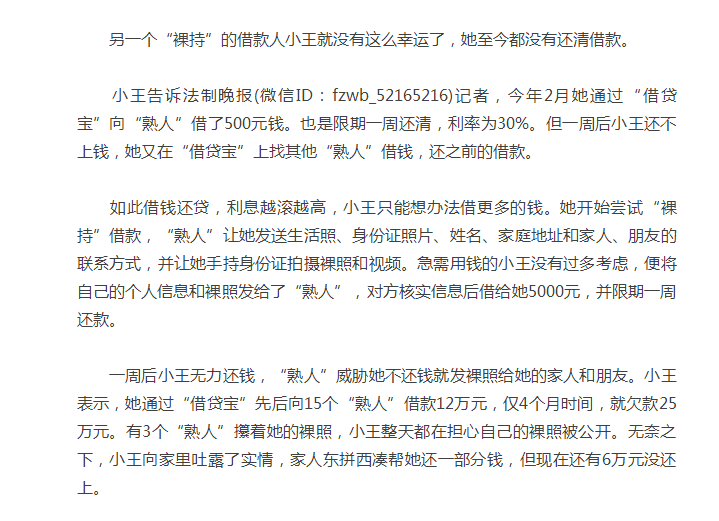 另一个“裸持”的借款人小王就没有这么幸运了，她至今都没有还清借款。
小王告诉法制晚报(微信ID：fzwb_52165216)记者，今年2月她通过“借贷
宝”向“熟人”借了500元钱。也是限期一周还清，利率为30%。但一周后小王还不
上钱，她又在“借贷宝”上找其他“熟人”借钱，还之前的借款。
如此借钱还贷，利息越滚越高，小王只能想办法借更多的钱。她开始尝试“裸
持”借款，“熟人”让她发送生活照、身份证照片、姓名、家庭地址和家人、朋友的
联系方式，并让她手持身份证拍摄裸照和视频。急需用钱的小王没有过多考虑，便将
自己的个人信息和裸照发给了“熟人”，对方核实信息后借给她5000元，并限期一周
还款。
一周后小王无力还钱，“熟人”威胁她不还钱就发裸照给她的家人和朋友。小王
表示，她通过“借贷宝”先后向15个“熟人”借款12万元，仅4个月时间，就欠款25
万元。有3个“熟人”攥着她的裸照，小王整天都在担心自己的裸照被公开。无奈之
下，小王向家里吐露了实情，家人东拼西凑帮她还一部分钱，但现在还有6万元没还
上。